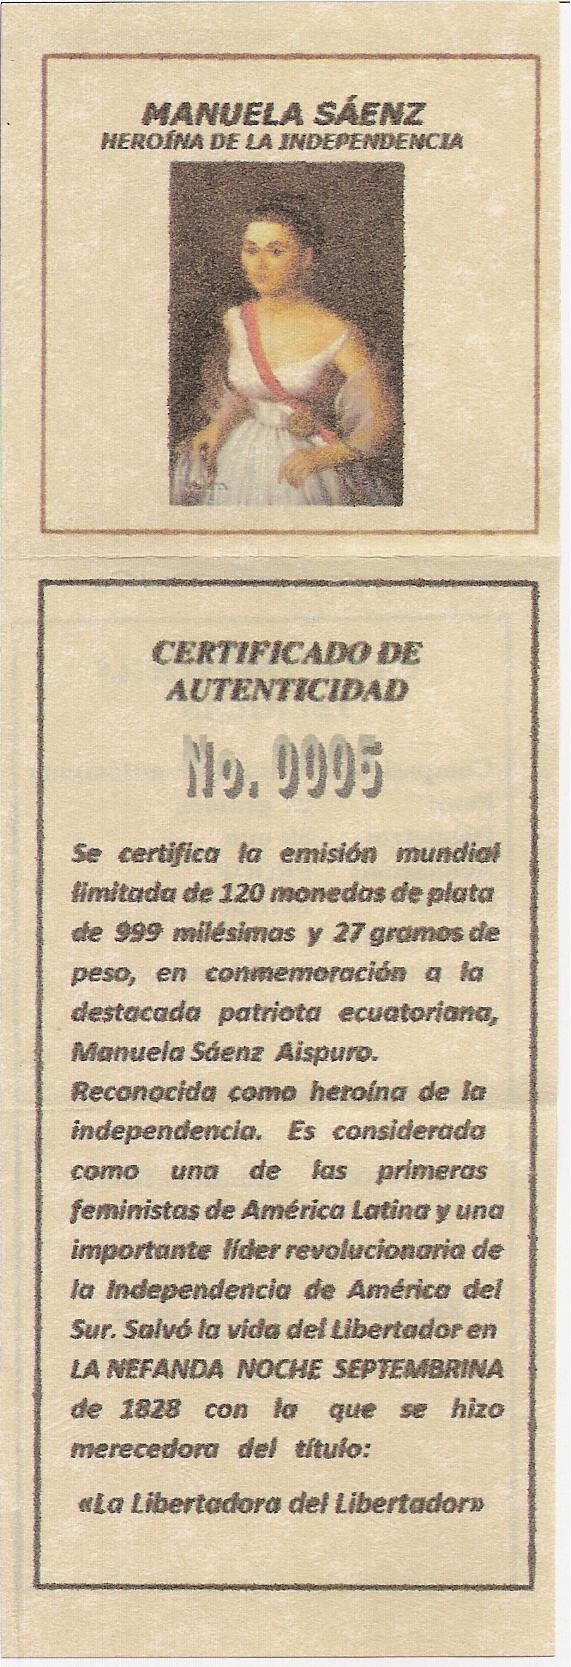 MANUELA SÁENZ
HEROÍNA DE LA INDEPENDENCIA
CERTIFICADO DE
AUTENTICIDAD
No. 0005
Se certifica la emisión mundial
limitada de 120 monedas de plata
de 999 milésimas y 27 gramos de
peso, en conmemoración a la
destacada patriota ecuatoriana,
Manuela Sáenz Aispuro.
Reconocida como heroína de la
independencia. Es considerada
como una de las primeras
feministas de América Latina y una
importante líder revolucionaria de
la Independencia de América del
Sur. Salvó la vida del Libertador en
LA NEFANDA NOCHE SEPTEMBRINA
de 1828 con la que se hizo
merecedora del título:
«La Libertadora del Libertador»